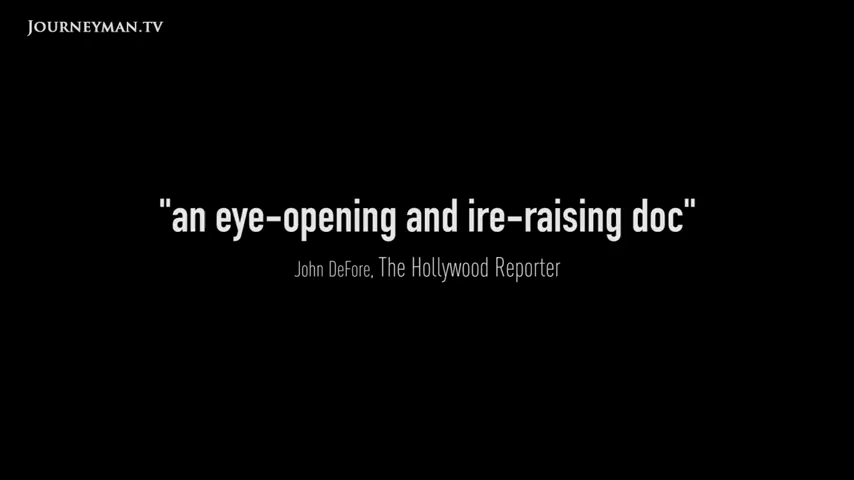 JOURNEYMAN.TV
"an eye-opening and ire-raising doc"
John DeFore, The Hollywood Reporter